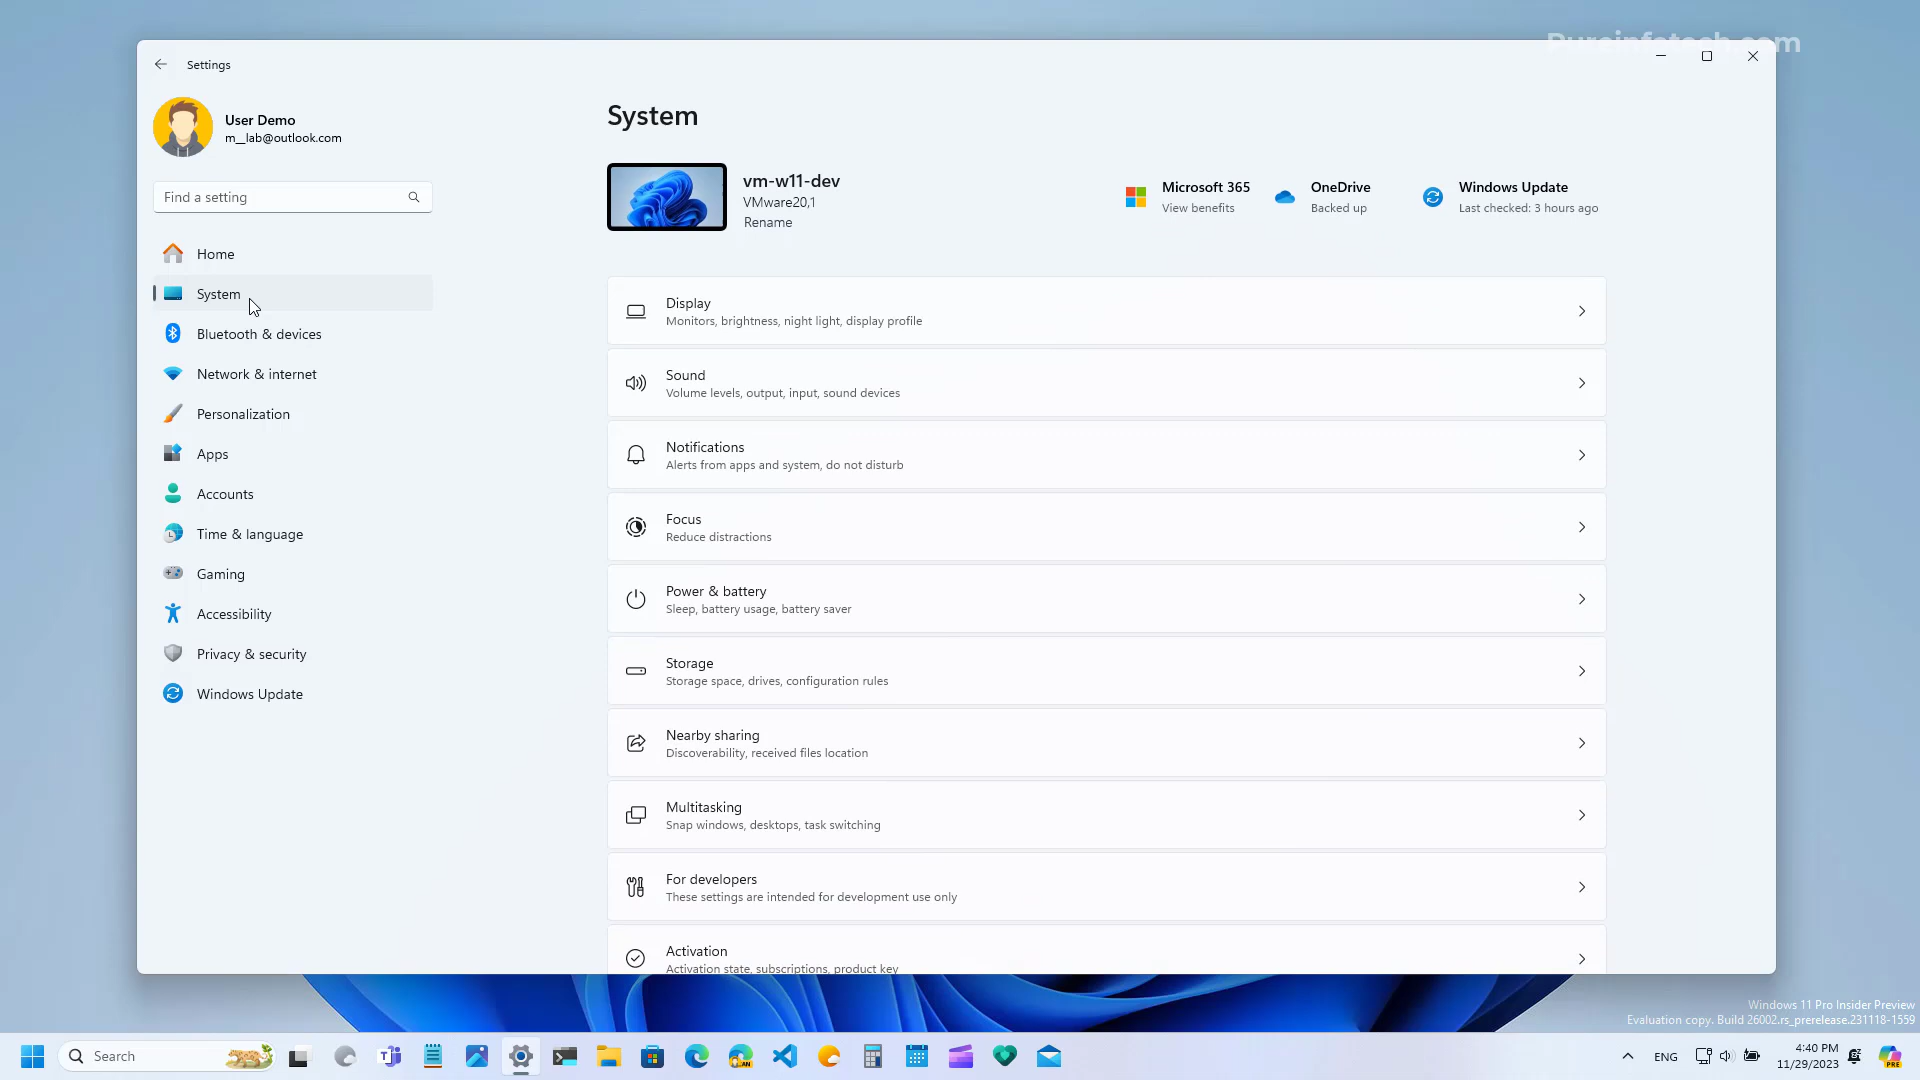 Pureinfotech.com
Settings
User Demo
m__lab@outlook.com
Find a setting
Home
System
Bluetooth & devices
Network & internet
Personalization
Apps
Accounts
Time & language
Gaming
Accessibility
Privacy & security
Windows Update
System
vm-w11-dev
VMware20,1
Rename
Microsoft 365
View benefits
OneDrive
Backed up
Windows Update
Last checked: 3 hours ago
Display
Monitors, brightness, night light, display profile
Sound
Volume levels, output, input, sound devices
Notifications
Alerts from apps and system, do not disturb
Focus
Reduce distractions
Power & battery
Sleep, battery usage, battery saver
Storage
Storage space, drives, configuration rules
Nearby sharing
Discoverability, received files location
Multitasking
Snap windows, desktops, task switching
For developers
These settings are intended for development use only
Activation
Activation state, subscriptions, product key
Windows 11 Pro Insider Preview
Evaluation copy. Build 26002.rs_prerelease.231118-1559
Search
ENG
4:40 PM
11/29/2023
PRE